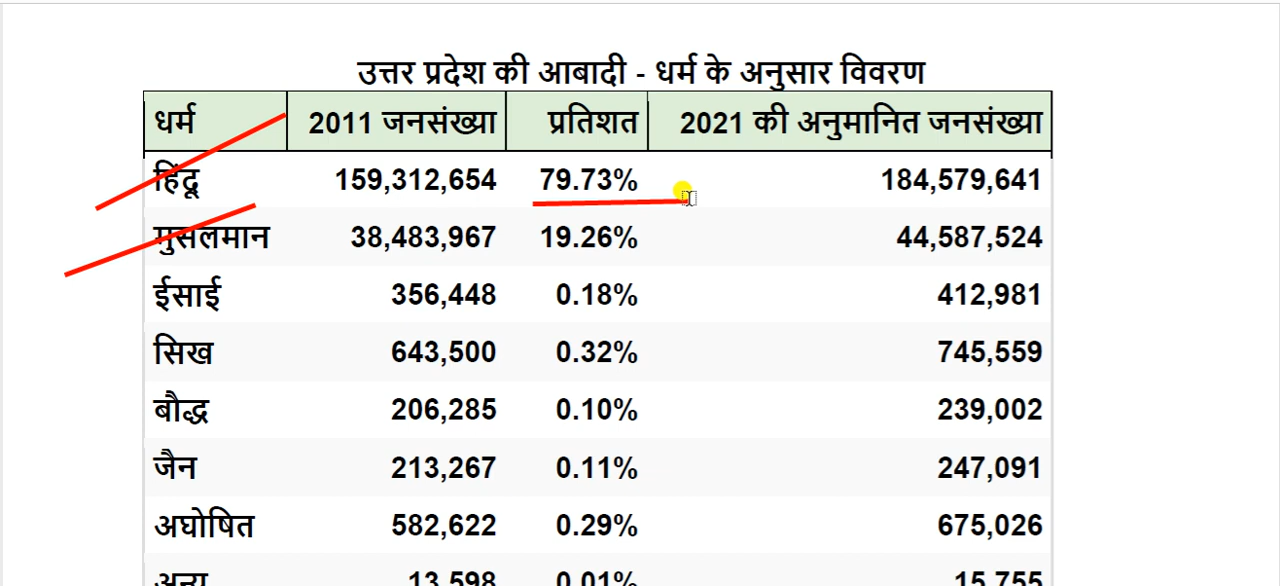 उत्तर प्रदेश की आबादी - धर्म के अनुसार विवरण
धर्म 2011 जनसंख्या प्रतिशत 2021 की अनुमानित जनसंख्या
हिंदू 159,312,654 79.73% 184,579,641
मुसलमान 38,483,967 19.26% 44,587,524
ईसाई 356,448 0.18% 412,981
सिख 643,500 0.32% 745,559
बौद्ध 206,285 0.10% 239,002
जैन 213,267 0.11% 247,091
अघोषित 582,622 0.29% 675,026
अन्य 13,598 0.01% 15,755